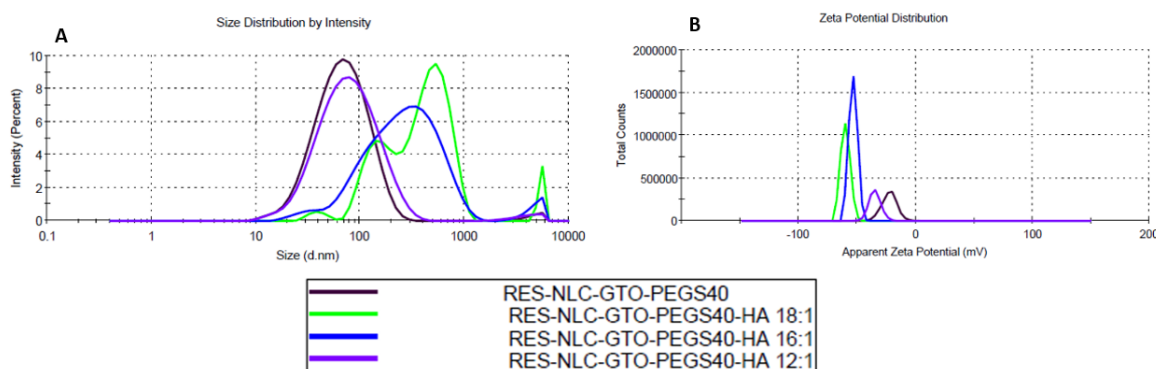 A
Size Distribution by Intensity
Intensity (Percent)
10
8
6
4
2
0
0.1
1
10
100
1000
10000
Size (d.nm)
B
Zeta Potential Distribution
Total Counts
2000000
1500000
1000000
500000
0
-100
0
100
200
Apparent Zeta Potential (mV)
RES-NLC-GTO-PEGS40
RES-NLC-GTO-PEGS40-HA 18:1
RES-NLC-GTO-PEGS40-HA 16:1
RES-NLC-GTO-PEGS40-HA 12:1